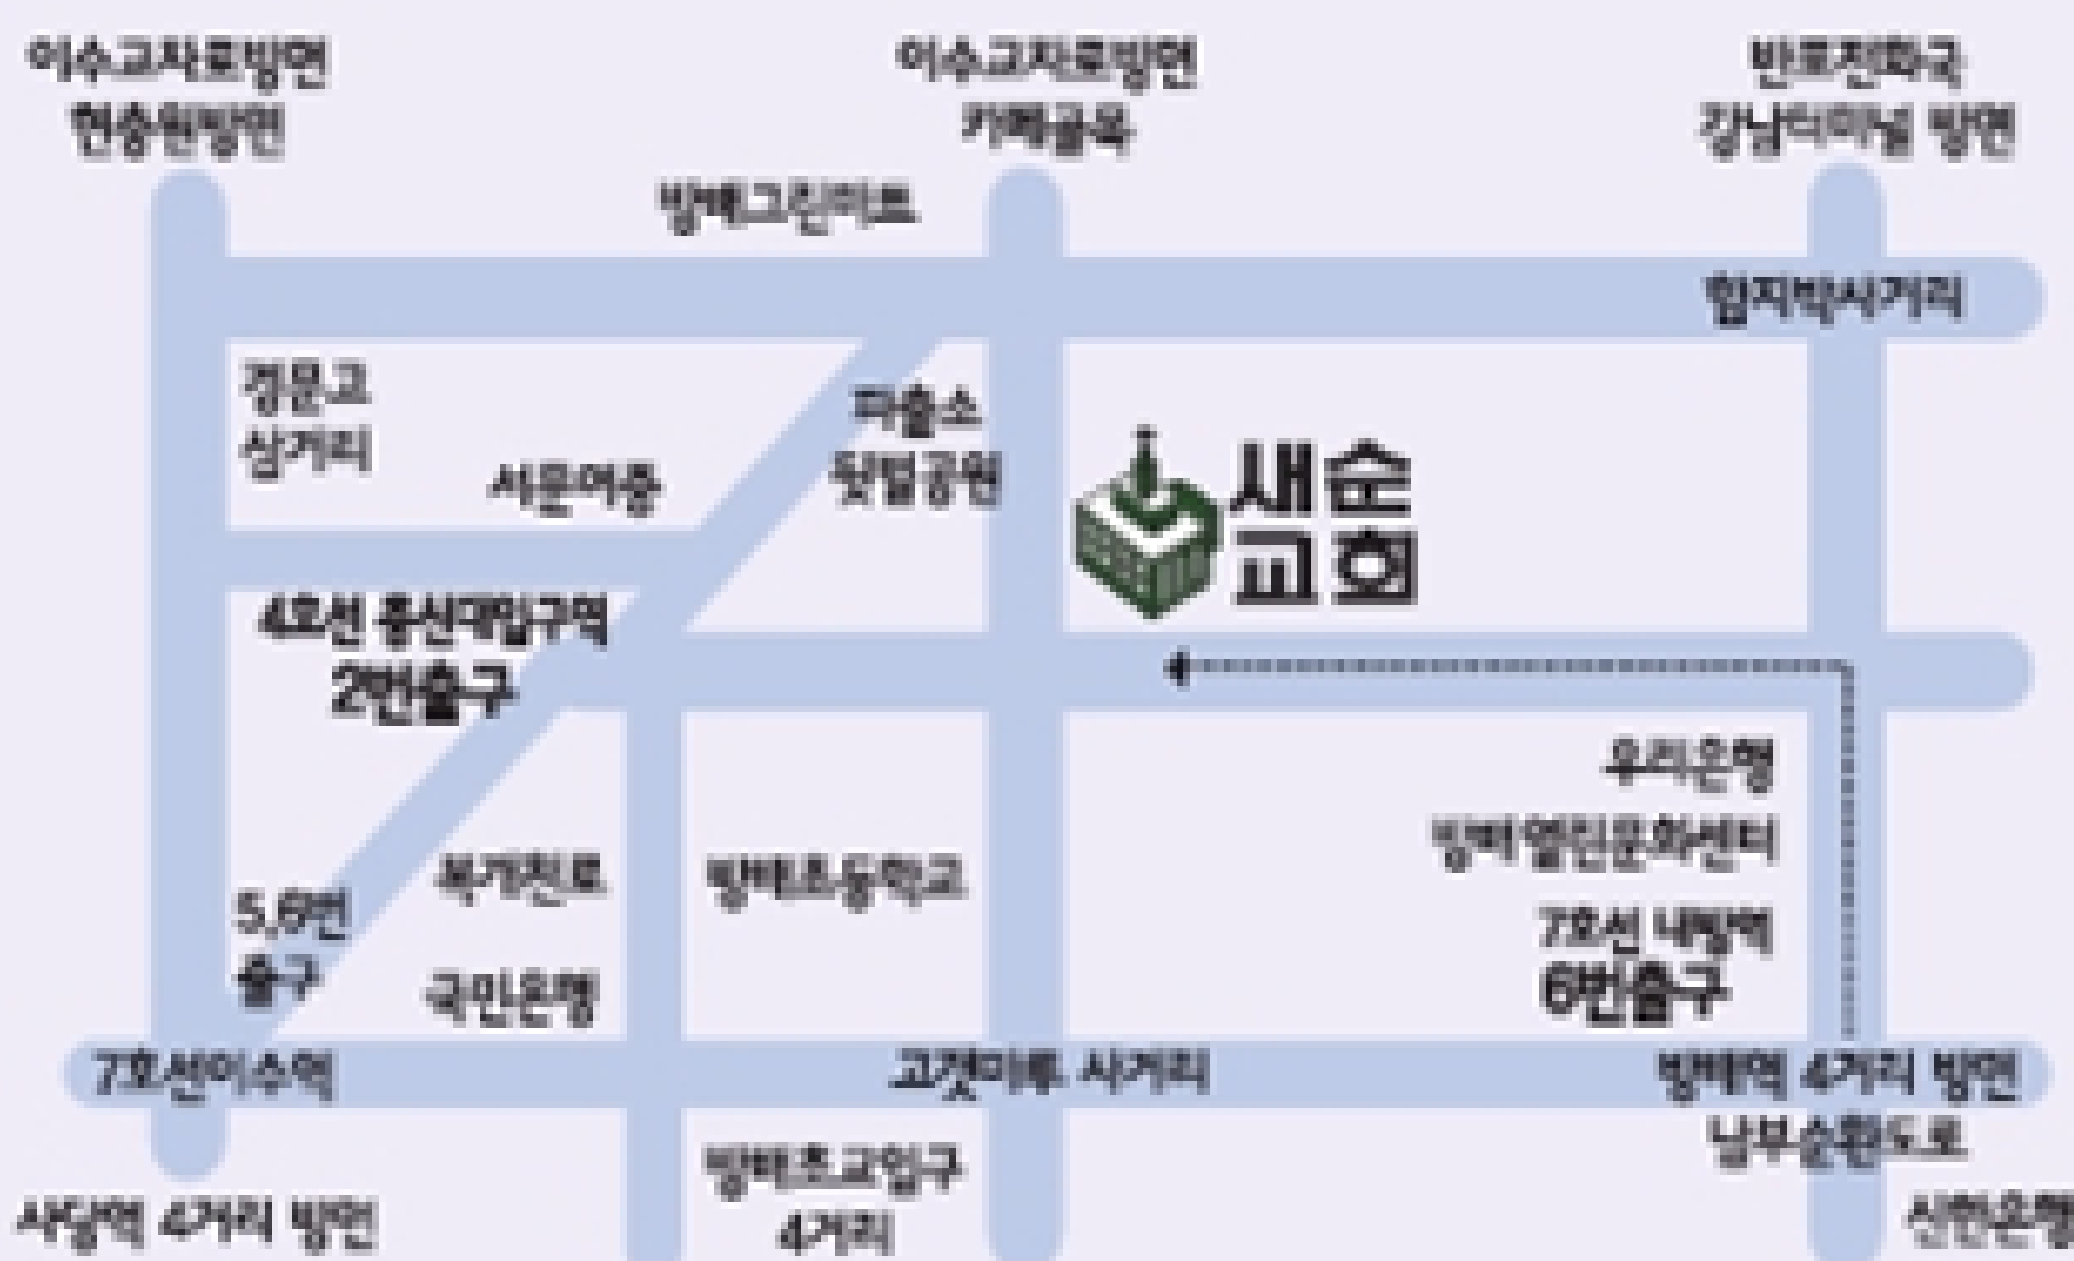 이수교차로방면
현충원방면
이수교차로방면
카페골목
반포전화국
강남터미널 방면
방배그린마트
함지박사거리
경문고
삼거리
서문여중
파출소
뒷벌공원
새순
교회
4호선 총신대입구역
2번출구
우리은행
방배열린문화센터
7호선 내방역
6번출구
5,6번
출구
복개천로
국민은행
방배초등학교
7호선이수역
고갯마루 사거리
방배역 4거리 방면
남부순환도로
신한은행
사당역 4거리 방면
방배초교입구
4거리